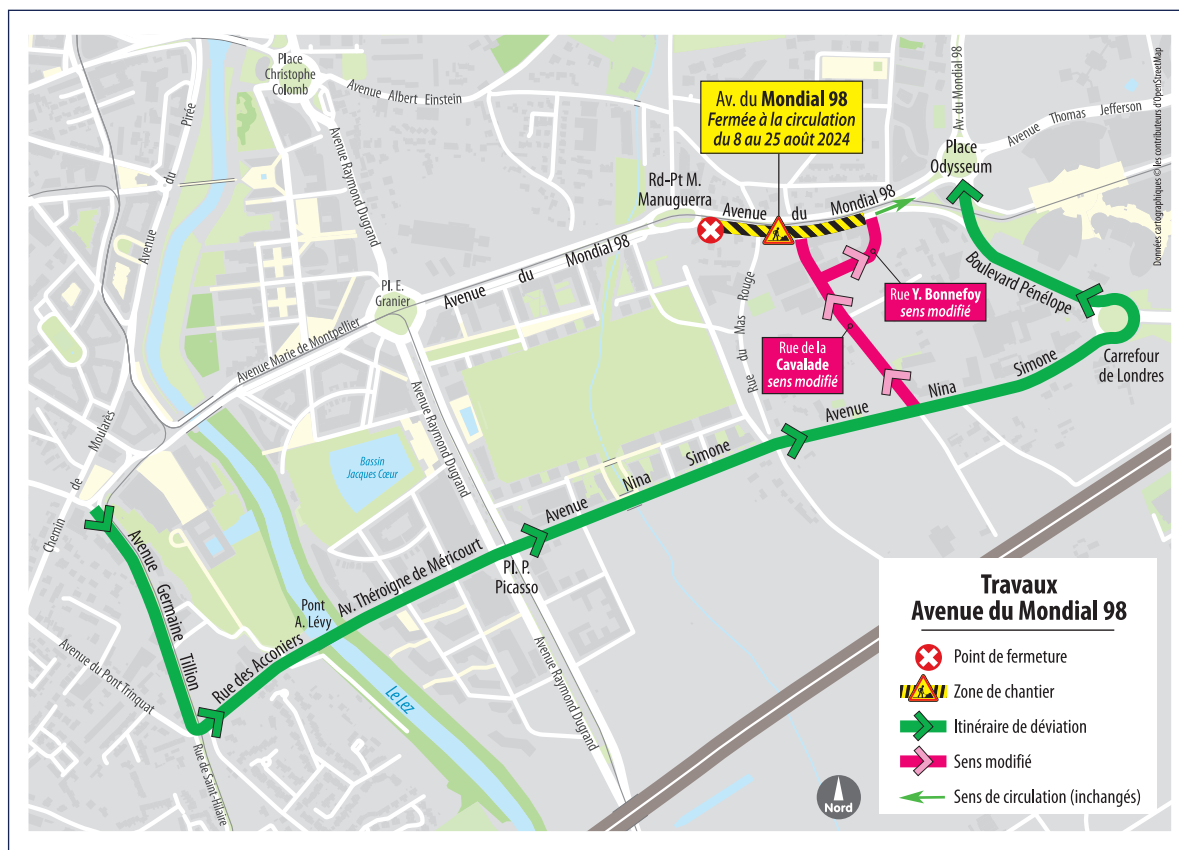 Place
Christophe
Colomb
Avenue Albert Einstein
Avenue du Pirée
Avenue Raymond Dugrand
Av. du Mondial 98
Fermée à la circulation
du 8 au 25 août 2024
Av. du Mondial 98
Avenue Thomas Jefferson
Place
Odysseum
Données cartographiques © les contributeurs d'OpenStreetMap
Rd-Pt M.
Manuguerra
Avenue du Mondial 98
Avenue du Mondial 98
Pl. E.
Granier
Avenue Marie de Montpellier
Rue du Mas Rouge
Rue Y. Bonnefoy
sens modifié
Boulevard Pénélope
Rue de la
Cavalade
sens modifié
Carrefour
de Londres
Avenue Nina Simone
Avenue Raymond Dugrand
Bassin
Jacques Cœur
Chemin de Moularès
Avenue Nina Simone
Pl. P.
Picasso
Av. Théroigne de Méricourt
Pont
A. Lévy
Avenue Germaine Tillion
Rue des Acconiers
Avenue du Pont Trinquat
Le Lez
Avenue Raymond Dugrand
Rue de Saint-Hilaire
Nord
Travaux
Avenue du Mondial 98
Point de fermeture
Zone de chantier
Itinéraire de déviation
Sens modifié
Sens de circulation (inchangés)